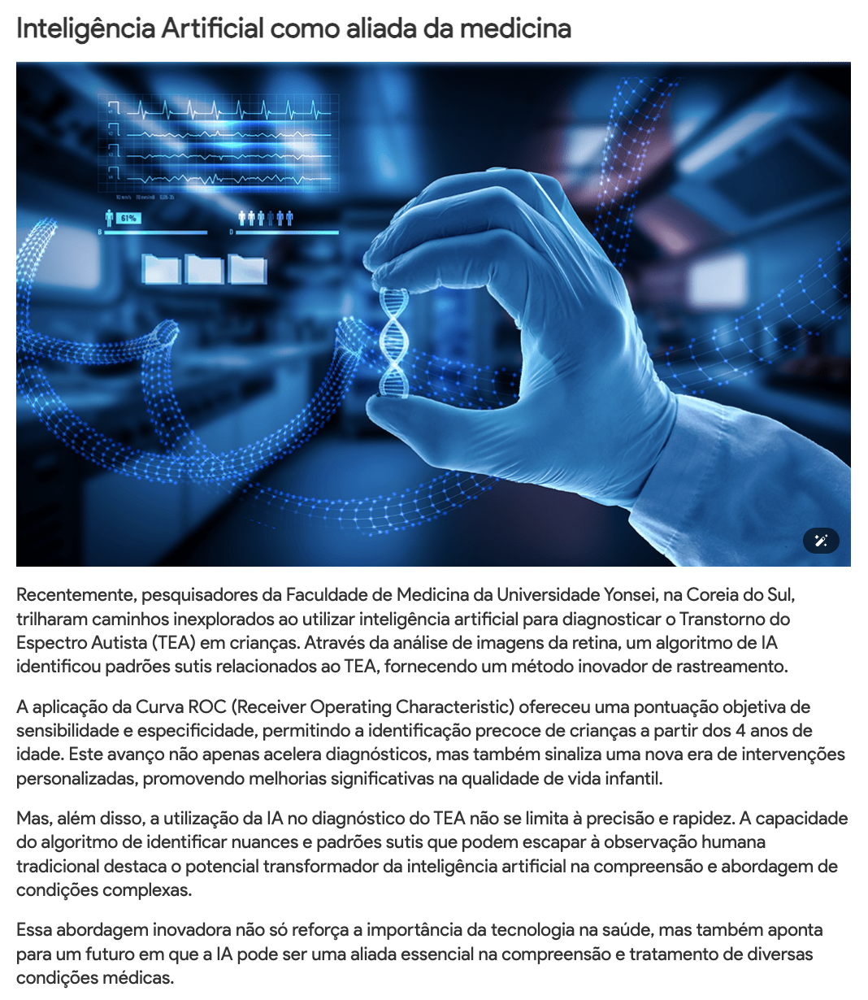 Inteligência Artificial como aliada da medicina
61%
B
D
Recentemente, pesquisadores da Faculdade de Medicina da Universidade Yonsei, na Coreia do Sul,
trilharam caminhos inexplorados ao utilizar inteligência artificial para diagnosticar o Transtorno do
Espectro Autista (TEA) em crianças. Através da análise de imagens da retina, um algoritmo de IA
identificou padrões sutis relacionados ao TEA, fornecendo um método inovador de rastreamento.
A aplicação da Curva ROC (Receiver Operating Characteristic) ofereceu uma pontuação objetiva de
sensibilidade e especificidade, permitindo a identificação precoce de crianças a partir dos 4 anos de
idade. Este avanço não apenas acelera diagnósticos, mas também sinaliza uma nova era de intervenções
personalizadas, promovendo melhorias significativas na qualidade de vida infantil.
Mas, além disso, a utilização da IA no diagnóstico do TEA não se limita à precisão e rapidez. A capacidade
do algoritmo de identificar nuances e padrões sutis que podem escapar à observação humana
tradicional destaca o potencial transformador da inteligência artificial na compreensão e abordagem de
condições complexas.
Essa abordagem inovadora não só reforça a importância da tecnologia na saúde, mas também aponta
para um futuro em que a IA pode ser uma aliada essencial na compreensão e tratamento de diversas
condições médicas.